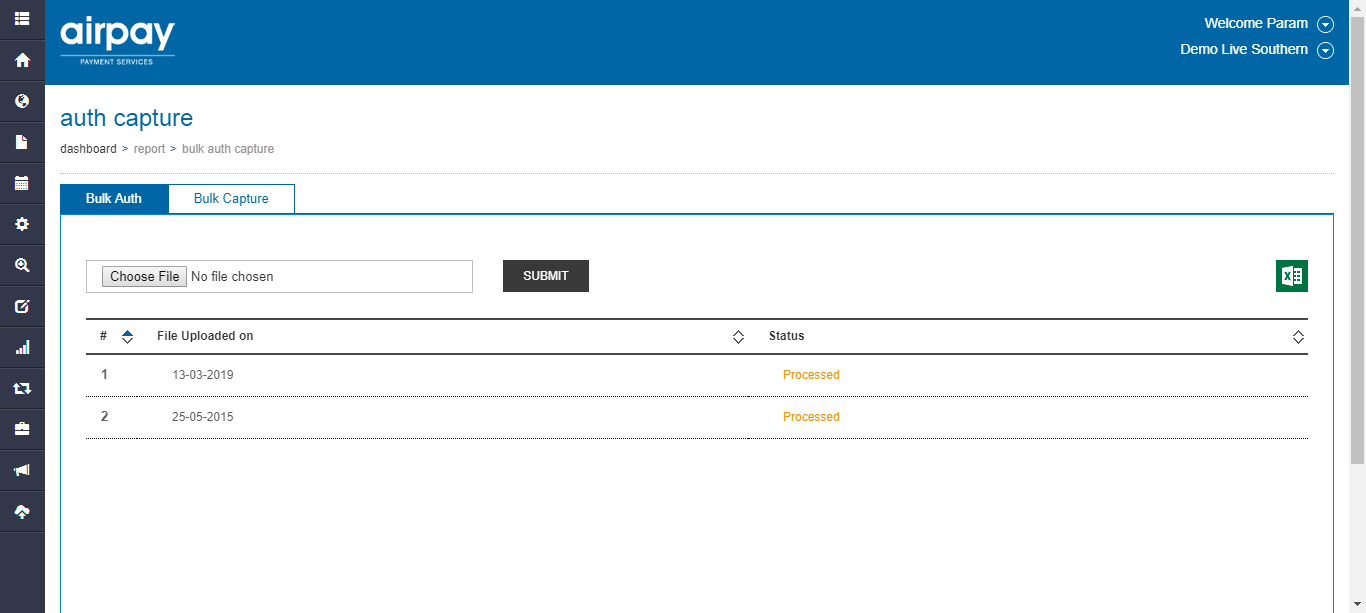 airpay
PAYMENT SERVICES
Welcome Param
Demo Live Southern
auth capture
dashboard > report > bulk auth capture
Bulk Auth Bulk Capture
Choose File No file chosen SUBMIT
# File Uploaded on Status
1 13-03-2019 Processed
2 25-05-2015 Processed